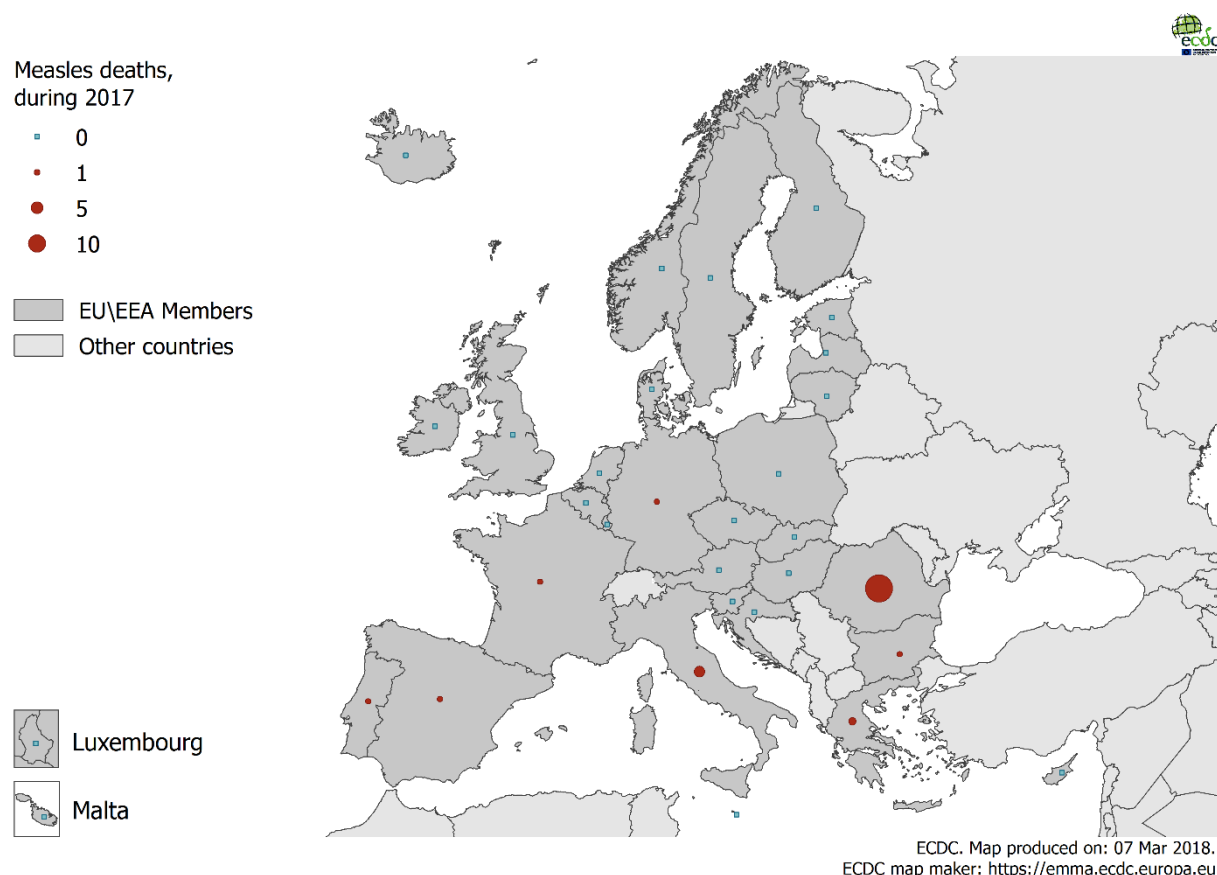 ecdc
Measles deaths,
during 2017
0
1
5
10
EU\EEA Members
Other countries
Luxembourg
Malta
ECDC. Map produced on: 07 Mar 2018.
ECDC map maker: https://emma.ecdc.europa.eu